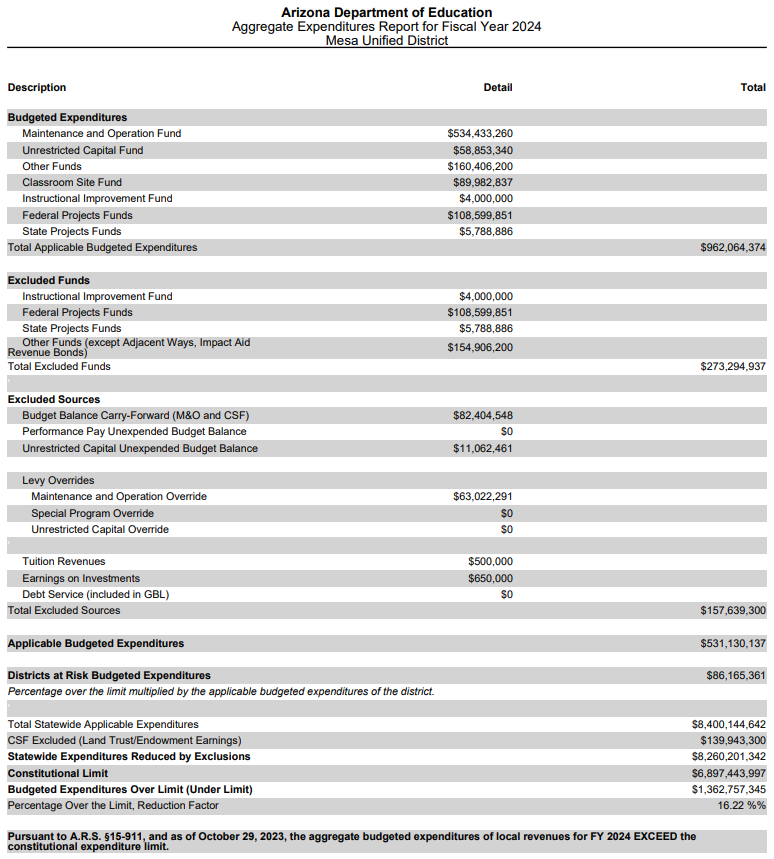 Arizona Department of Education
Aggregate Expenditures Report for Fiscal Year 2024
Mesa Unified District
Description Detail Total
Budgeted Expenditures
Maintenance and Operation Fund $534,433,260
Unrestricted Capital Fund $58,853,340
Other Funds $160,406,200
Classroom Site Fund $89,982,837
Instructional Improvement Fund $4,000,000
Federal Projects Funds $108,599,851
State Projects Funds $5,788,886
Total Applicable Budgeted Expenditures $962,064,374
Excluded Funds
Instructional Improvement Fund $4,000,000
Federal Projects Funds $108,599,851
State Projects Funds $5,788,886
Other Funds (except Adjacent Ways, Impact Aid
Revenue Bonds) $154,906,200
Total Excluded Funds $273,294,937
Excluded Sources
Budget Balance Carry-Forward (M&O and CSF) $82,404,548
Performance Pay Unexpended Budget Balance $0
Unrestricted Capital Unexpended Budget Balance $11,062,461
Levy Overrides
Maintenance and Operation Override $63,022,291
Special Program Override $0
Unrestricted Capital Override $0
Tuition Revenues $500,000
Earnings on Investments $650,000
Debt Service (included in GBL) $0
Total Excluded Sources $157,639,300
Applicable Budgeted Expenditures $531,130,137
Districts at Risk Budgeted Expenditures $86,165,361
Percentage over the limit multiplied by the applicable budgeted expenditures of the district.
Total Statewide Applicable Expenditures $8,400,144,642
CSF Excluded (Land Trust/Endowment Earnings) $139,943,300
Statewide Expenditures Reduced by Exclusions $8,260,201,342
Constitutional Limit $6,897,443,997
Budgeted Expenditures Over Limit (Under Limit) $1,362,757,345
Percentage Over the Limit, Reduction Factor 16.22 %%
Pursuant to A.R.S. §15-911, and as of October 29, 2023, the aggregate budgeted expenditures of local revenues for FY 2024 EXCEED the
constitutional expenditure limit.